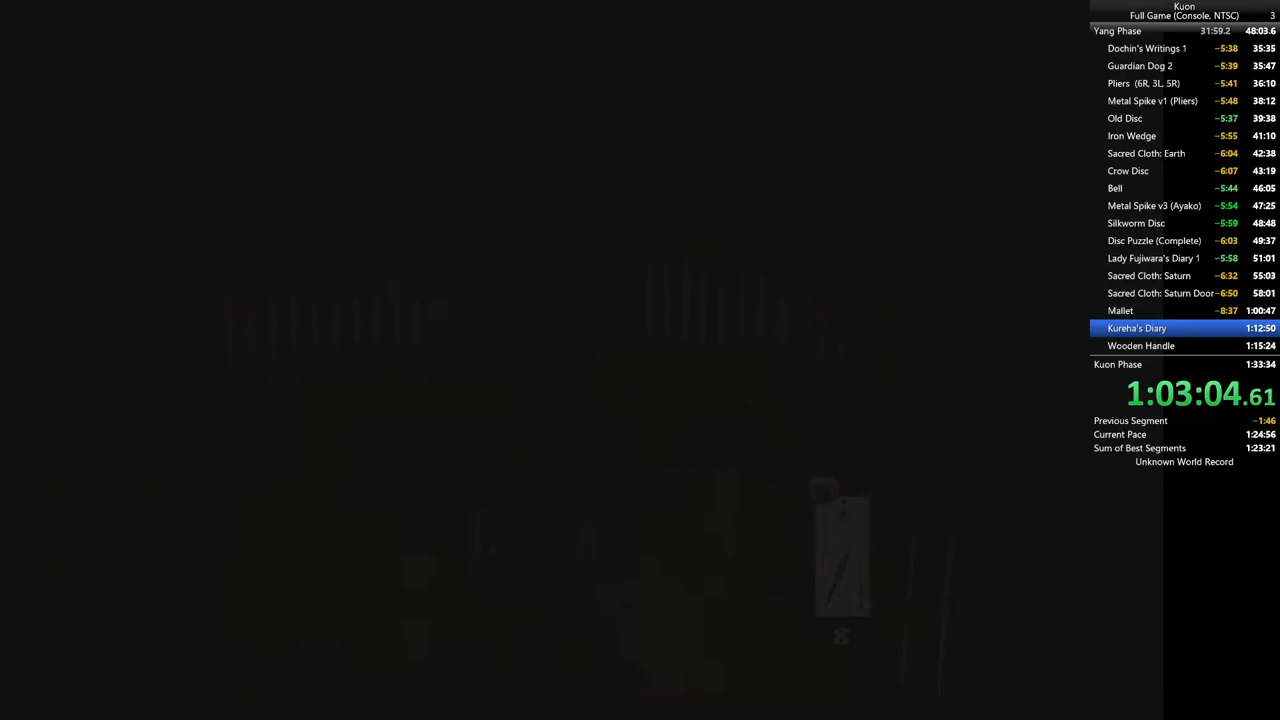 Kuon
Full Game (Console, NTSC) 3
Yang Phase 31:59.2 48:03.6
Dochin's Writings 1 −5:38 35:35
Guardian Dog 2 −5:39 35:47
Pliers (6R, 3L, 5R) −5:41 36:10
Metal Spike v1 (Pliers) −5:48 38:12
Old Disc −5:37 39:38
Iron Wedge −5:55 41:10
Sacred Cloth: Earth −6:04 42:38
Crow Disc −6:07 43:19
Bell −5:44 46:05
Metal Spike v3 (Ayako) −5:54 47:25
Silkworm Disc −5:59 48:48
Disc Puzzle (Complete) −6:03 49:37
Lady Fujiwara's Diary 1 −5:58 51:01
Sacred Cloth: Saturn −6:32 55:03
Sacred Cloth: Saturn Door −6:50 58:01
Mallet −8:37 1:00:47
Kureha's Diary 1:12:50
Wooden Handle 1:15:24
Kuon Phase 1:33:34
1:03:04.61
Previous Segment −1:46
Current Pace 1:24:56
Sum of Best Segments 1:23:21
Unknown World Record
8